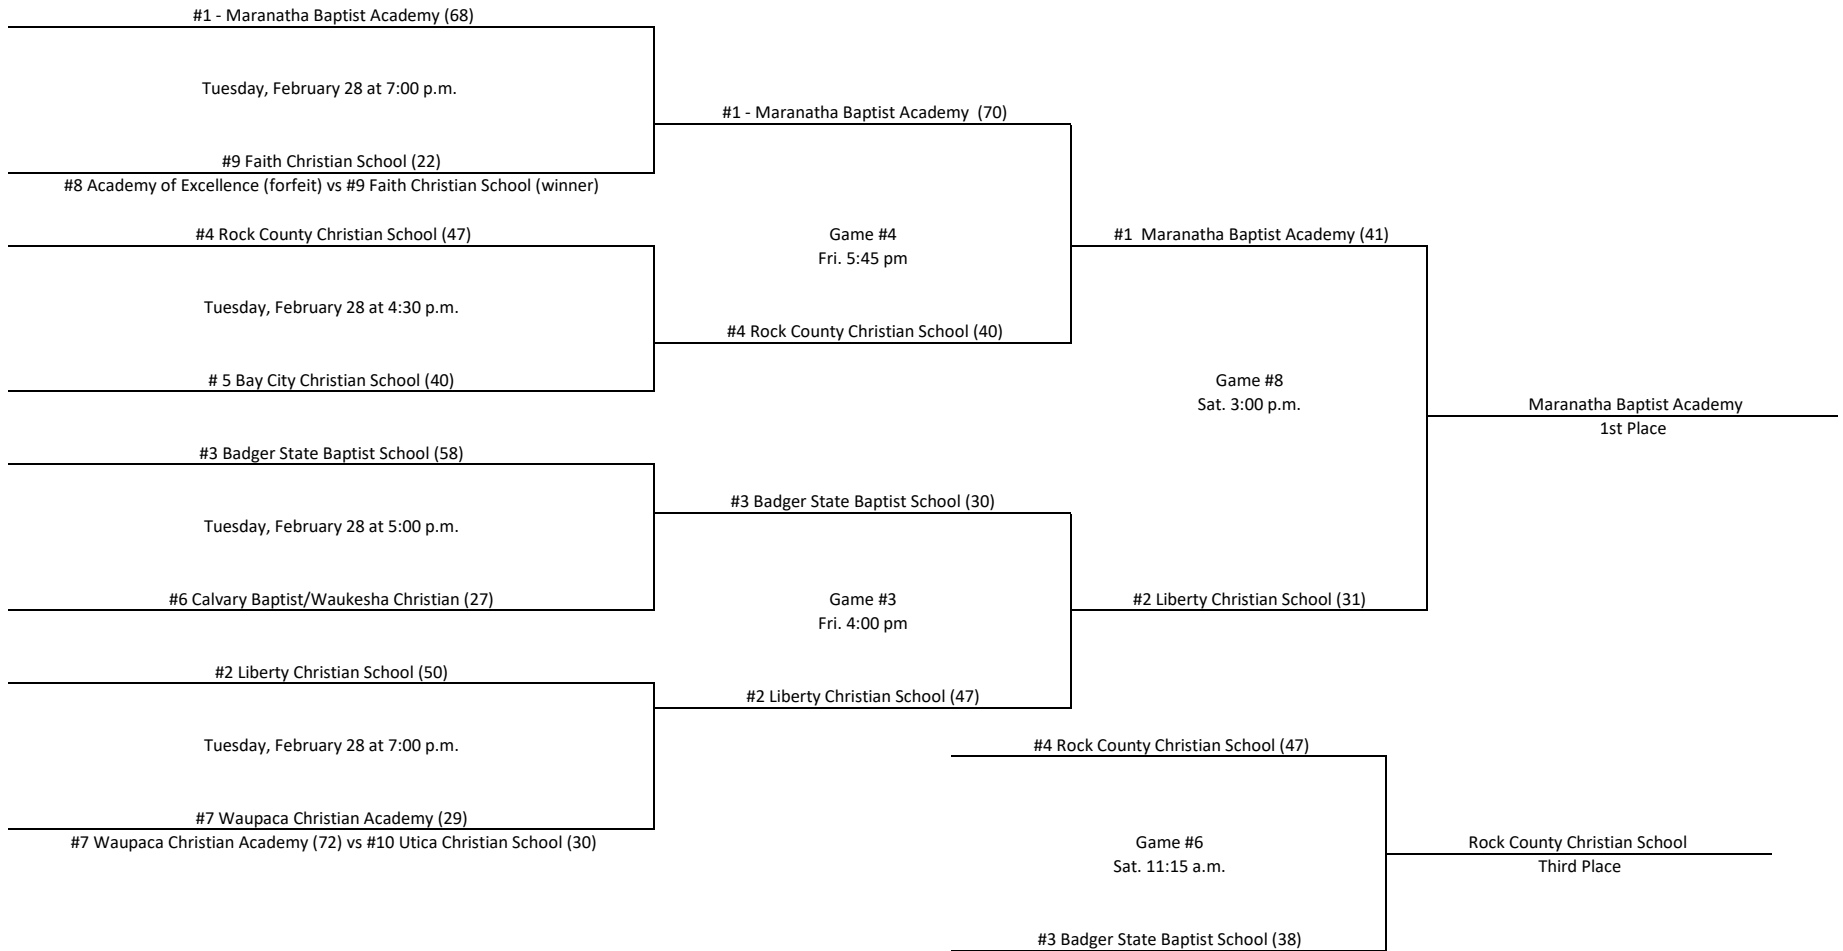 #1 - Maranatha Baptist Academy (68)
Tuesday, February 28 at 7:00 p.m.
#9 Faith Christian School (22)
#8 Academy of Excellence (forfeit) vs #9 Faith Christian School (winner)
#4 Rock County Christian School (47)
Tuesday, February 28 at 4:30 p.m.
# 5 Bay City Christian School (40)
#3 Badger State Baptist School (58)
Tuesday, February 28 at 5:00 p.m.
#6 Calvary Baptist/Waukesha Christian (27)
#2 Liberty Christian School (50)
Tuesday, February 28 at 7:00 p.m.
#7 Waupaca Christian Academy (29)
#7 Waupaca Christian Academy (72) vs #10 Utica Christian School (30)
#1 - Maranatha Baptist Academy  (70)
Game #4
Fri. 5:45 pm
#4 Rock County Christian School (40)
#3 Badger State Baptist School (30)
Game #3
Fri. 4:00 pm
#2 Liberty Christian School (47)
#1  Maranatha Baptist Academy (41)
Game #8
Sat. 3:00 p.m.
#2 Liberty Christian School (31)
Maranatha Baptist Academy
1st Place
#4 Rock County Christian School (47)
Game #6
Sat. 11:15 a.m.
#3 Badger State Baptist School (38)
Rock County Christian School
Third Place